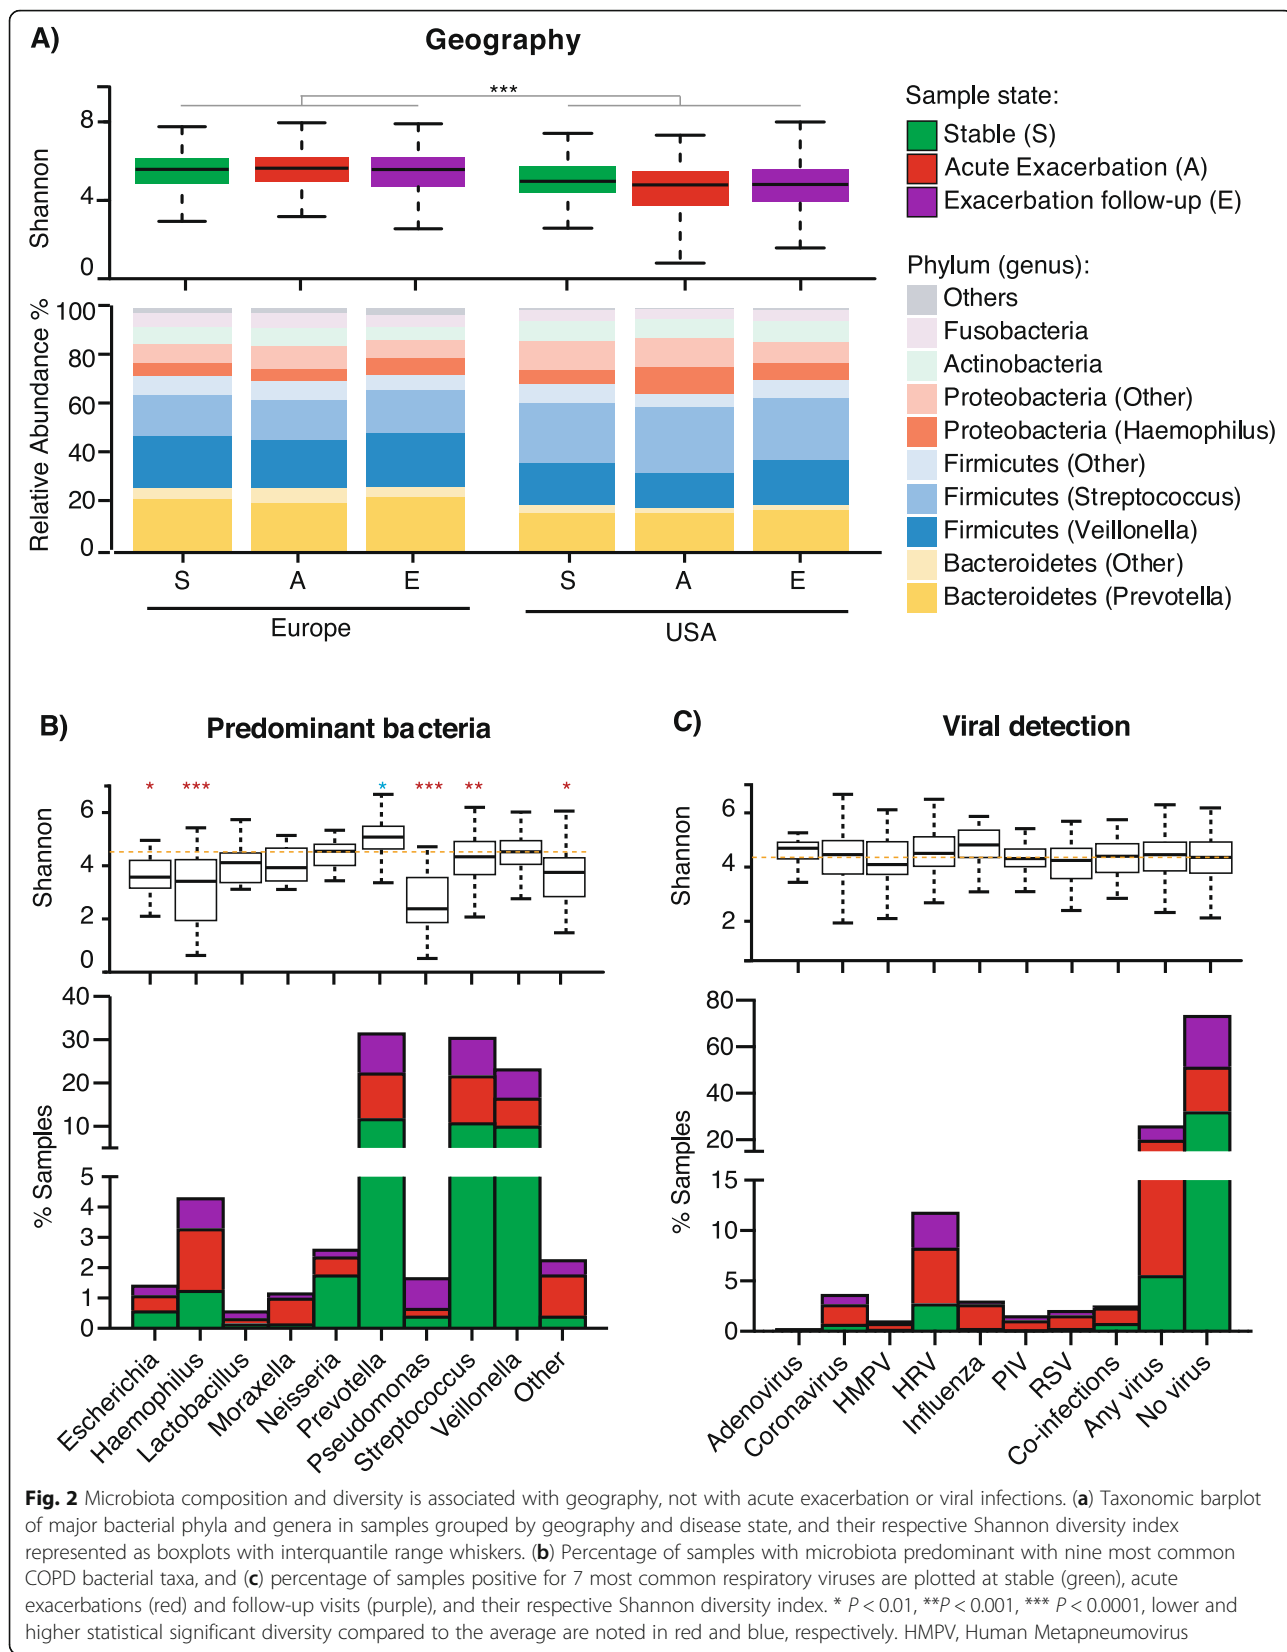 A)
Geography
***
Shannon
8
4
0
Sample state:
Stable (S)
Acute Exacerbation (A)
Exacerbation follow-up (E)
Relative Abundance %
100
80
60
40
20
0
S A E S A E
Europe USA
Phylum (genus):
Others
Fusobacteria
Actinobacteria
Proteobacteria (Other)
Proteobacteria (Haemophilus)
Firmicutes (Other)
Firmicutes (Streptococcus)
Firmicutes (Veillonella)
Bacteroidetes (Other)
Bacteroidetes (Prevotella)
B)
Predominant bacteria
* *** * *** ** *
Shannon
6
4
2
0
% Samples
40
30
20
10
5
4
3
2
1
0
Escherichia
Haemophilus
Lactobacillus
Moraxella
Neisseria
Prevotella
Pseudomonas
Streptococcus
Veillonella
Other
C)
Viral detection
Shannon
6
4
2
% Samples
80
60
40
20
15
10
5
0
Adenovirus
Coronavirus
HMPV
HRV
Influenza
PIV
RSV
Co-infections
Any virus
No virus
Fig. 2 Microbiota composition and diversity is associated with geography, not with acute exacerbation or viral infections. (a) Taxonomic barplot
of major bacterial phyla and genera in samples grouped by geography and disease state, and their respective Shannon diversity index
represented as boxplots with interquantile range whiskers. (b) Percentage of samples with microbiota predominant with nine most common
COPD bacterial taxa, and (c) percentage of samples positive for 7 most common respiratory viruses are plotted at stable (green), acute
exacerbations (red) and follow-up visits (purple), and their respective Shannon diversity index. * P < 0.01, **P < 0.001, *** P < 0.0001, lower and
higher statistical significant diversity compared to the average are noted in red and blue, respectively. HMPV, Human Metapneumovirus